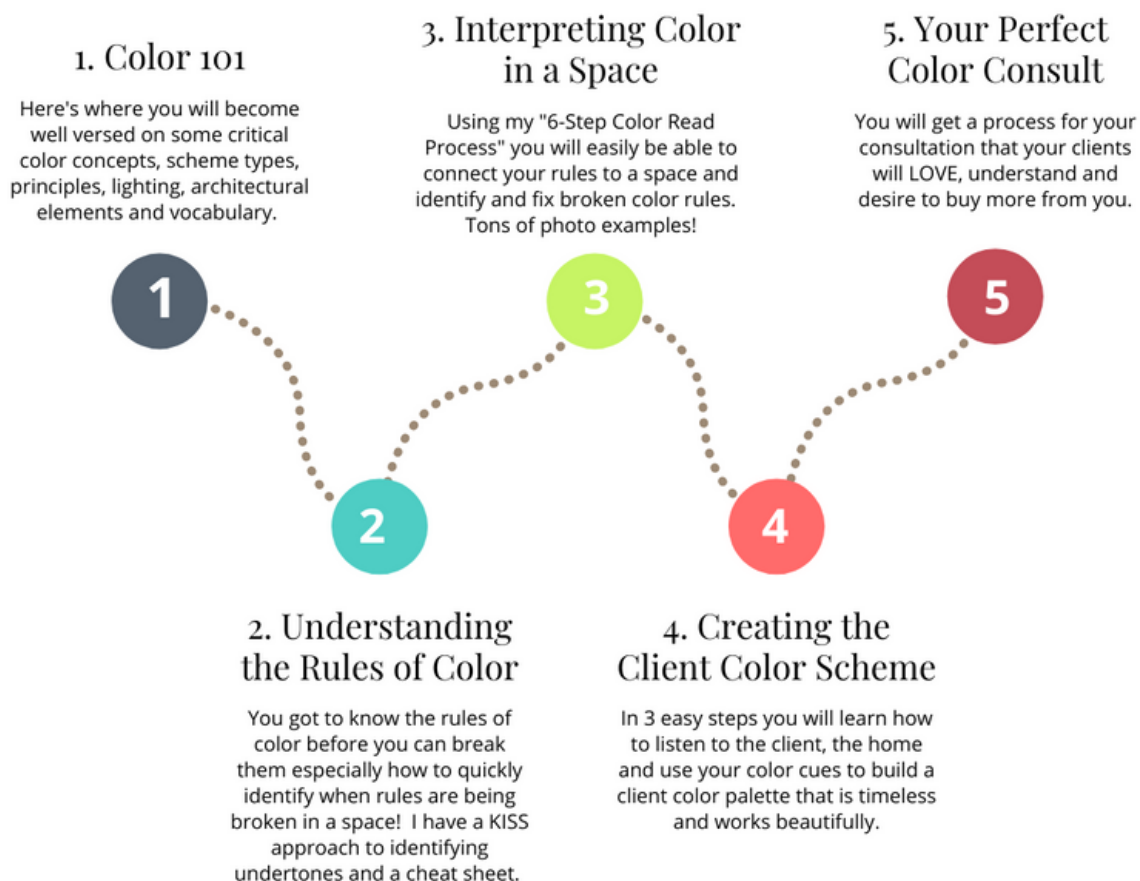 1. Color 101
Here's where you will become
well versed on some critical
color concepts, scheme types,
principles, lighting, architectural
elements and vocabulary.
1
2
2. Understanding
the Rules of Color
You got to know the rules of
color before you can break
them especially how to quickly
identify when rules are being
broken in a space!  I have a KISS
approach to identifying
undertones and a cheat sheet.
3. Interpreting Color
in a Space
Using my "6-Step Color Read
Process" you will easily be able to
connect your rules to a space and
identify and fix broken color rules.
Tons of photo examples!
3
4
4. Creating the
Client Color Scheme
In 3 easy steps you will learn how
to listen to the client, the home
and use your color cues to build a
client color palette that is timeless
and works beautifully.
5. Your Perfect
Color Consult
You will get a process for your
consultation that your clients
will LOVE, understand and
desire to buy more from you.
5